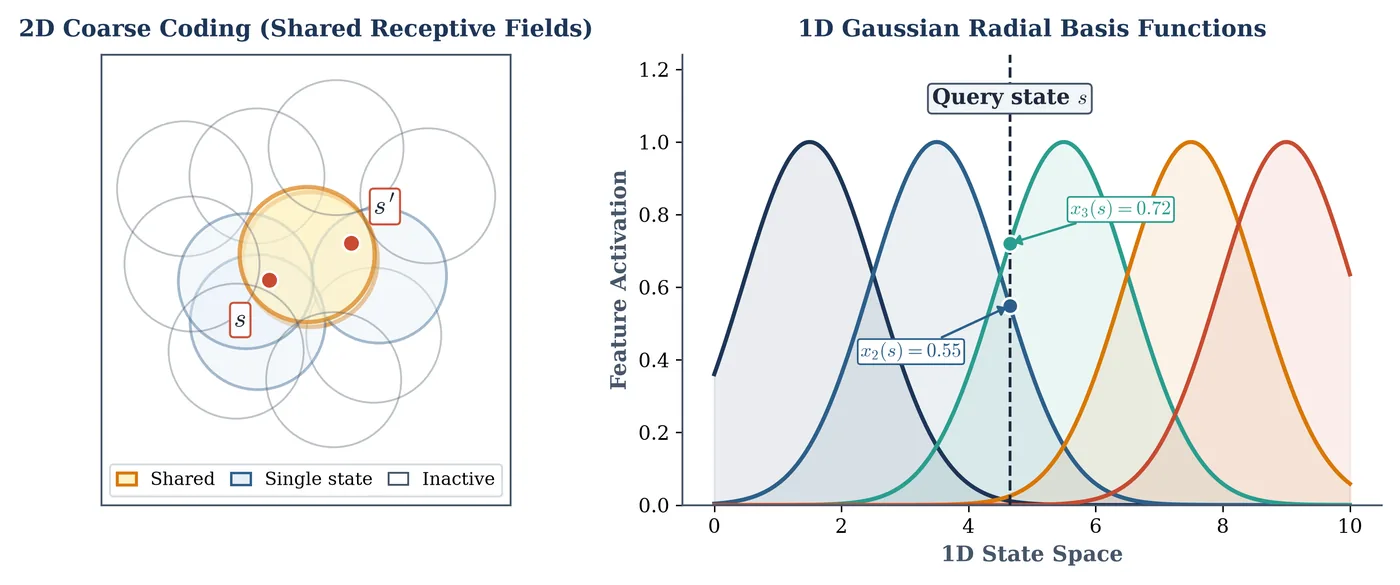 2D Coarse Coding (Shared Receptive Fields)
s′
s
Shared
Single state
Inactive
1D Gaussian Radial Basis Functions
Query state s
x₃(s) = 0.72
x₂(s) = 0.55
Feature Activation
1.2
1.0
0.8
0.6
0.4
0.2
0.0
0
2
4
6
8
10
1D State Space